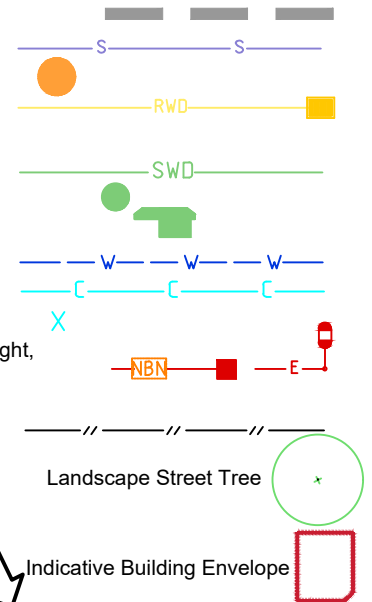 S S
RWD
SWD
W W W
C C C
X
ght,
NBN E
Landscape Street Tree
Indicative Building Envelope